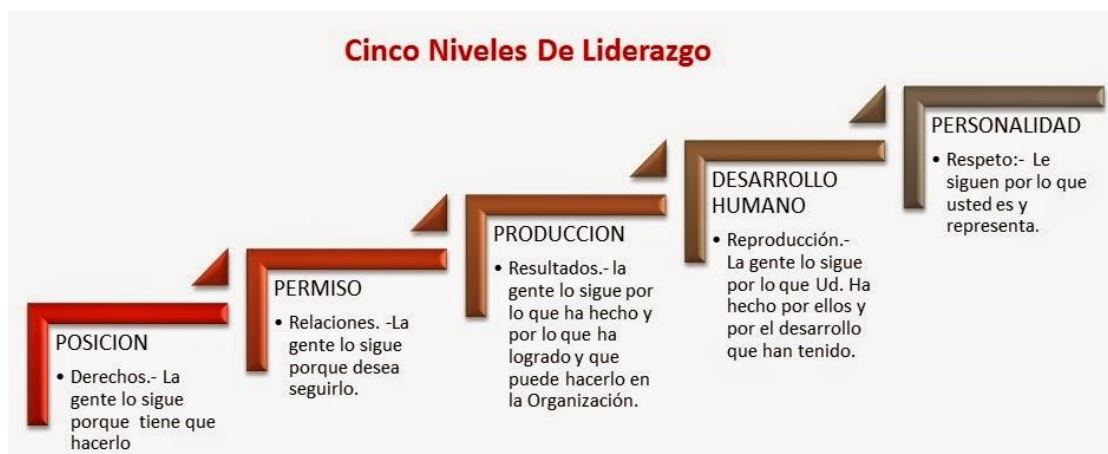 Cinco Niveles De Liderazgo
POSICION
• Derechos.- La
gente lo sigue
porque tiene que
hacerlo
PERMISO
• Relaciones. -La
gente lo sigue
porque desea
seguirlo.
PRODUCCION
• Resultados.- la
gente lo sigue por
lo que ha hecho y
por lo que ha
logrado y que
puede hacerlo en
la Organización.
DESARROLLO
HUMANO
• Reproducción.-
La gente lo sigue
por lo que Ud. Ha
hecho por ellos y
por el desarrollo
que han tenido.
PERSONALIDAD
• Respeto:- Le
siguen por lo que
usted es y
representa.